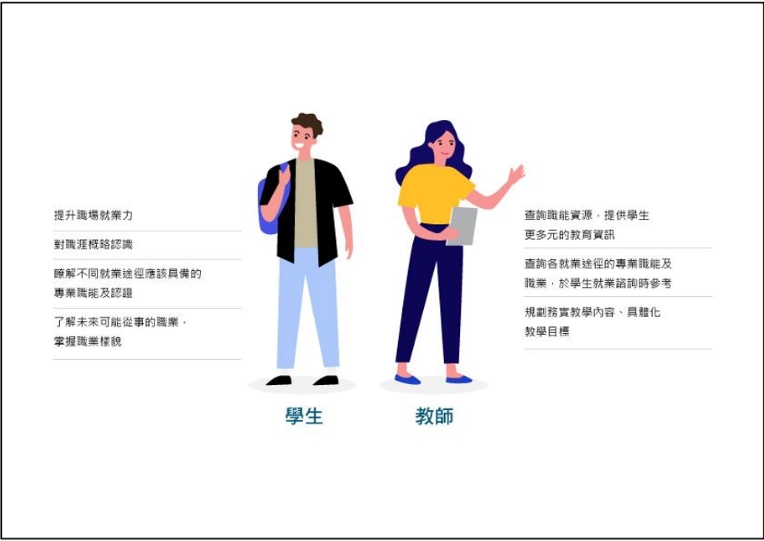 提升職場就業力
對職涯概略認識
瞭解不同就業途徑應該具備的
專業職能及認證
了解未來可能從事的職業，
掌握職業樣貌
學生
查詢職能資源，提供學生
更多元的教育資訊
查詢各就業途徑的專業職能及
職業，於學生就業諮詢時參考
規劃務實教學內容、具體化
教學目標
教師